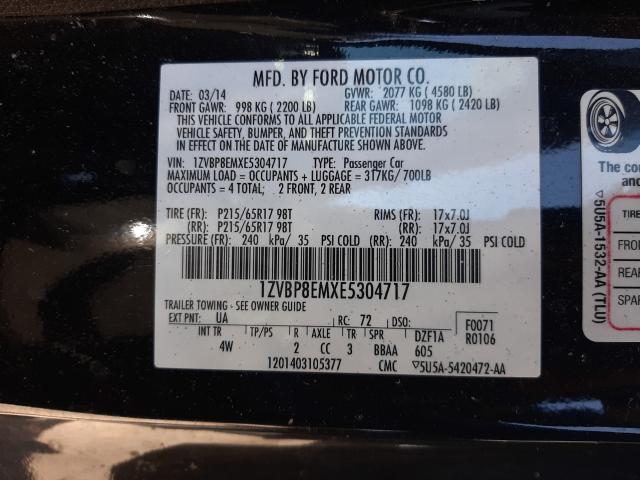 MFD. BY FORD MOTOR CO.
DATE: 03/14 GVWR: 2077 KG ( 4580 LB)
FRONT GAWR: 998 KG ( 2200 LB) REAR GAWR: 1098 KG ( 2420 LB)
THIS VEHICLE CONFORMS TO ALL APPLICABLE FEDERAL MOTOR
VEHICLE SAFETY, BUMPER, AND THEFT PREVENTION STANDARDS
IN EFFECT ON THE DATE OF MANUFACTURE SHOWN ABOVE.
VIN: 1ZVBP8EMXE5304717 TYPE: Passenger Car
MAXIMUM LOAD = OCCUPANTS + LUGGAGE = 317KG/ 700LB
OCCUPANTS = 4 TOTAL; 2 FRONT, 2 REAR
TIRE (FR): P215/65R17 98T RIMS (FR): 17x7.0J
(RR): P215/65R17 98T (RR): 17x7.0J
PRESSURE (FR): 240 kPa/ 35 PSI COLD (RR): 240 kPa/ 35 PSI COLD
1ZVBP8EMXE5304717
TRAILER TOWING - SEE OWNER GUIDE
EXT PNT: UA RC: 72 DSO: F0071
INT TR TP/PS R AXLE TR SPR DZF1A R0106
4W 2 CC 3 BBAA 605
1201403105377 CMC ▽5U5A-5420472-AA
The co
an
TIRE
FRO
REA
SPA
▽5U5A-1532-AA (TLU)